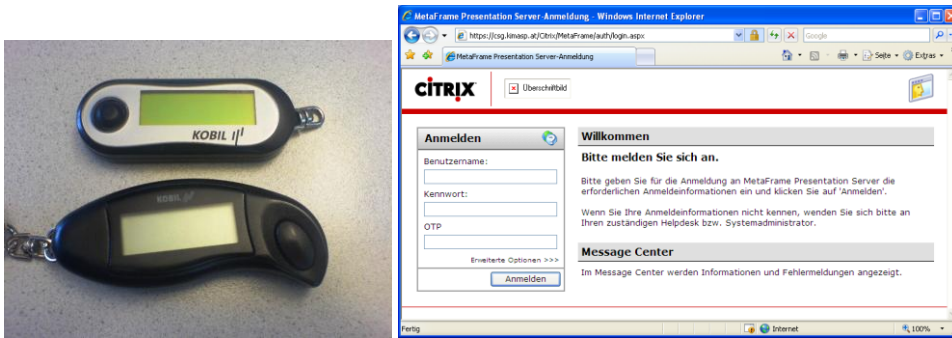 KOBIL
KOBIL
MetaFrame Presentation Server-Anmeldung - Windows Internet Explorer
https://csg.kimasp.at/Citrix/MetaFrame/auth/login.aspx
Google
MetaFrame Presentation Server-Anmeldung
Seite
Extras
CITRIX
Überschriftbild
Anmelden
Benutzername:
Kennwort:
OTP
Erweiterte Optionen >>>
Anmelden
Willkommen
Bitte melden Sie sich an.
Bitte geben Sie für die Anmeldung an MetaFrame Presentation Server die
erforderlichen Anmeldeinformationen ein und klicken Sie auf 'Anmelden'.
Wenn Sie Ihre Anmeldeinformationen nicht kennen, wenden Sie sich bitte an
Ihren zuständigen Helpdesk bzw. Systemadministrator.
Message Center
Im Message Center werden Informationen und Fehlermeldungen angezeigt.
Fertig
Internet
100%